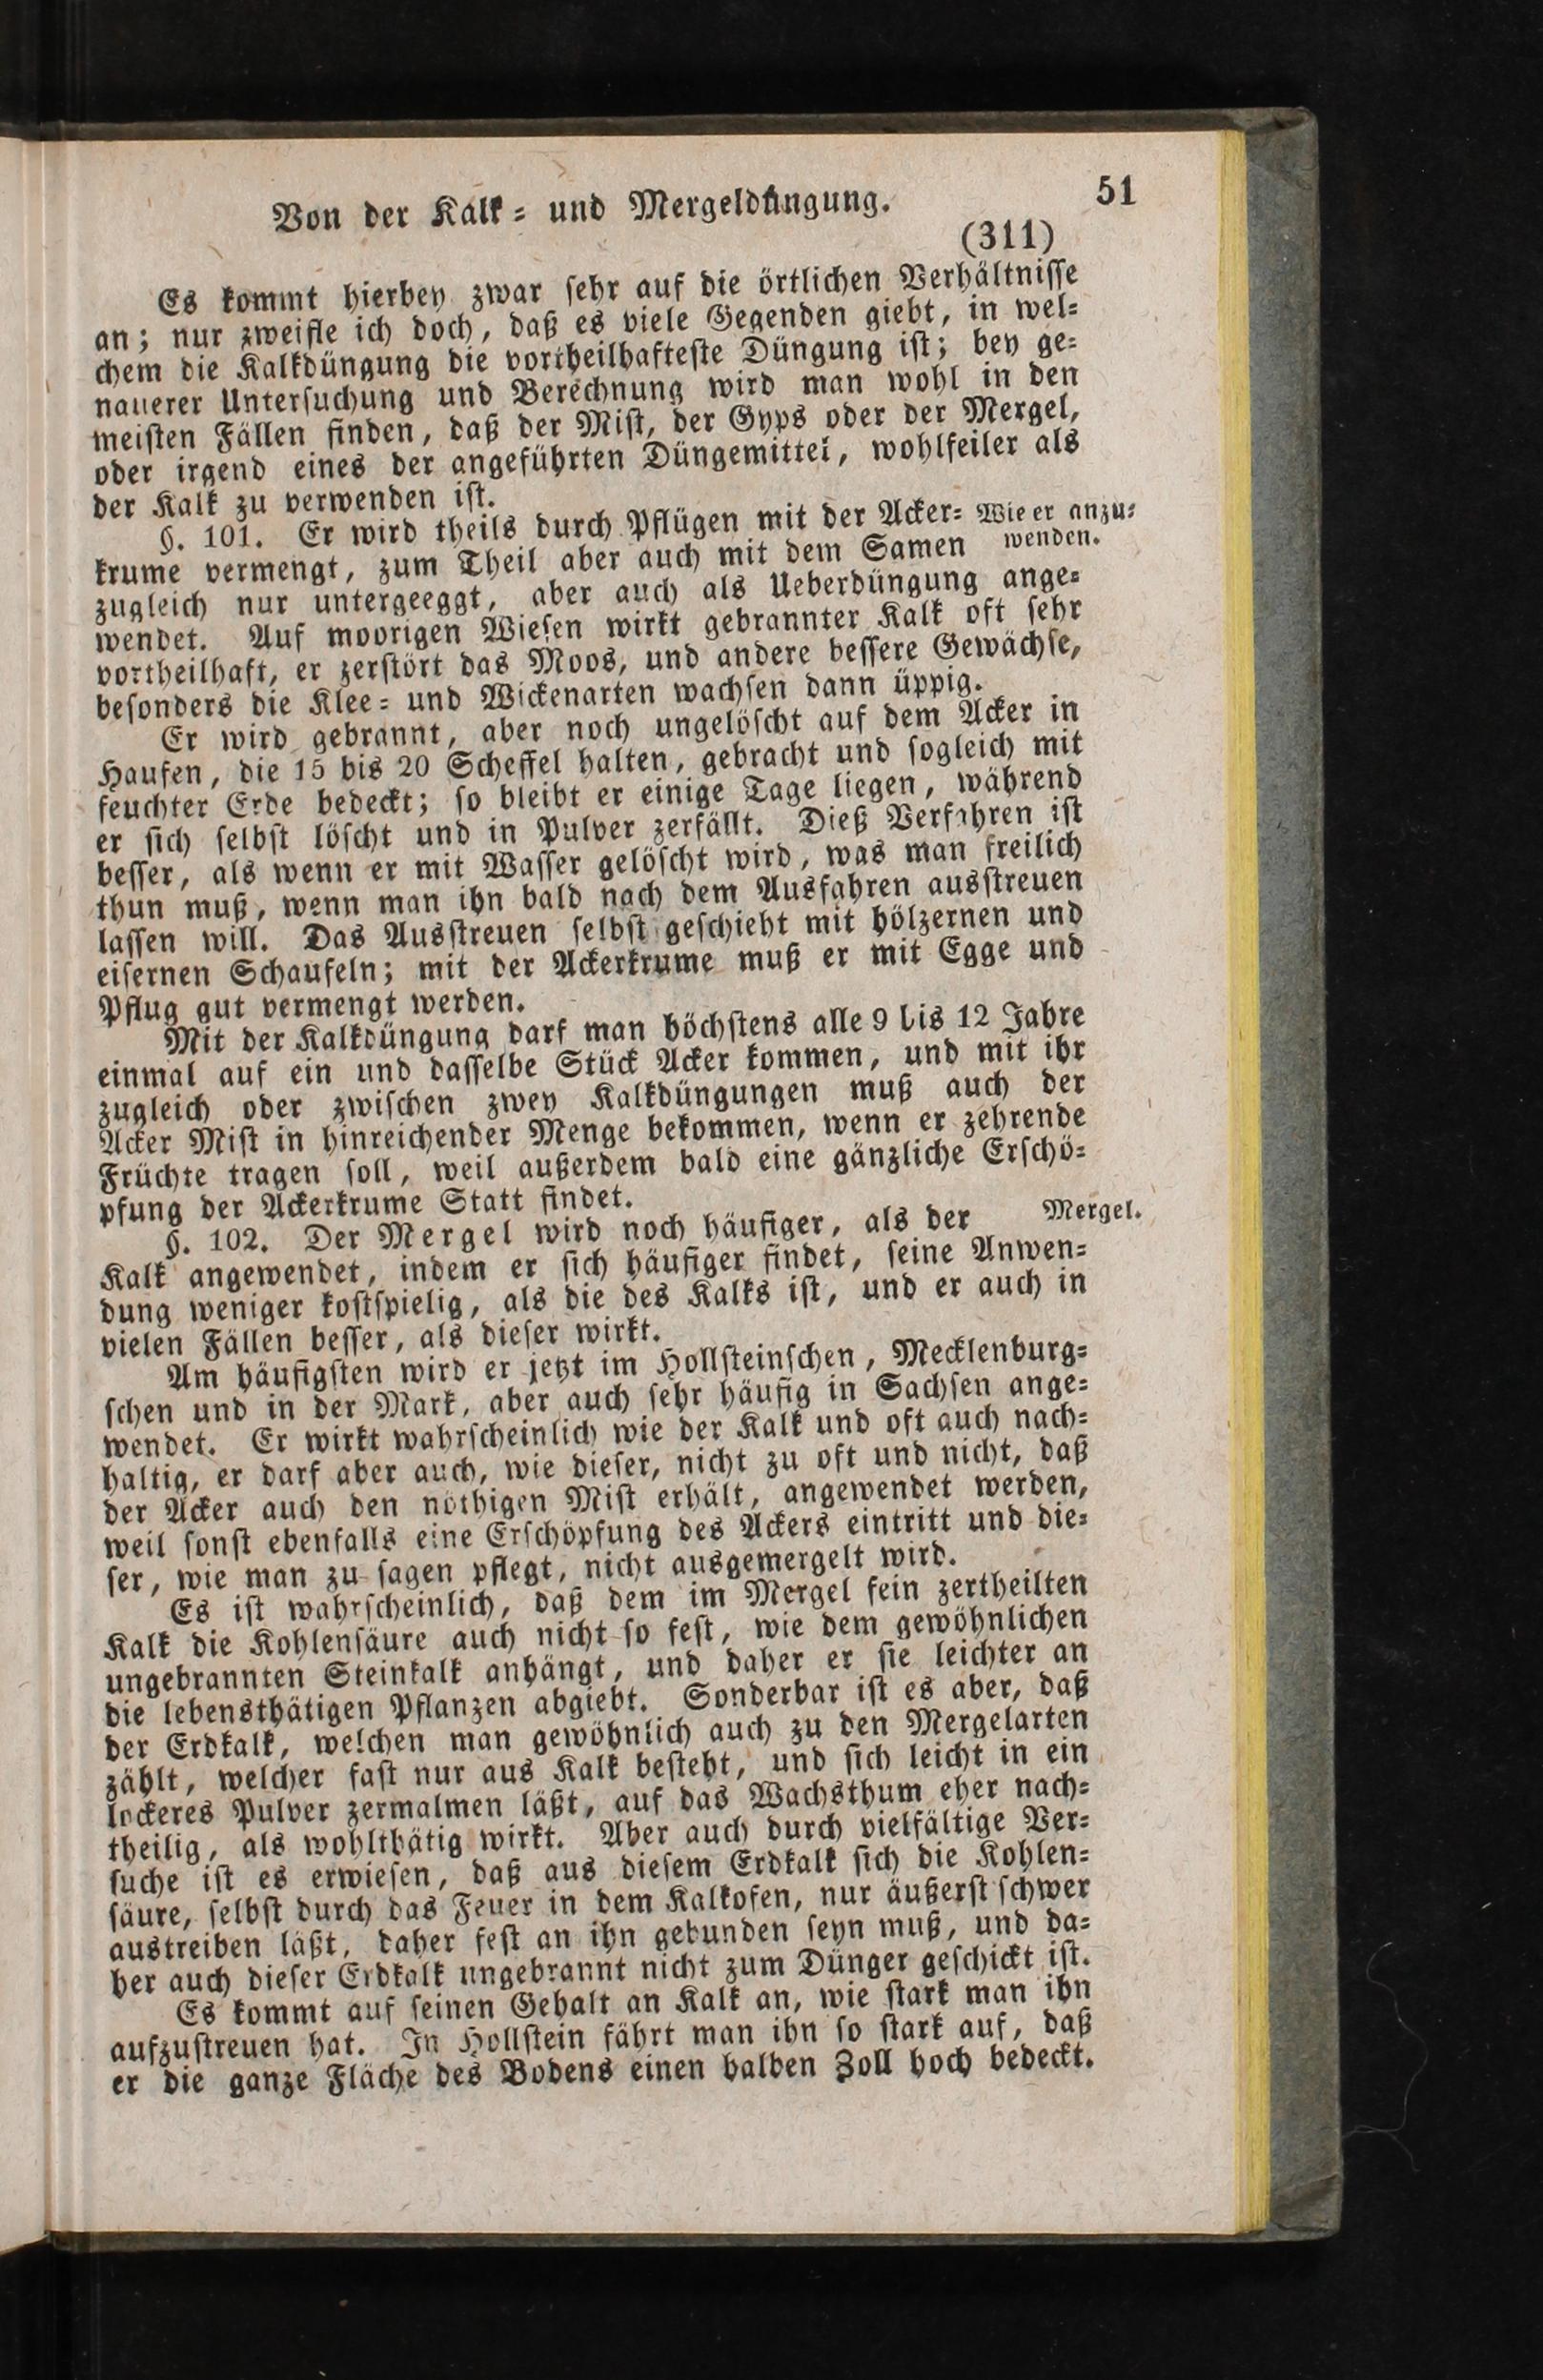 Von der Kalk- und Mergeldüngung. 51
(311)
Es kommt hierbey zwar sehr auf die örtlichen Verhältnisse
an; nur zweifle ich doch, daß es viele Gegenden giebt, in wel-
chem die Kalkdüngung die vortheilhafteste Düngung ist; bey ge-
nauerer Untersuchung und Berechnung wird man wohl in den
meisten Fällen finden, daß der Mist, der Gyps oder der Mergel,
oder irgend eines der angeführten Düngemittel, wohlfeiler als
der Kalk zu verwenden ist.
§. 101. Er wird theils durch Pflügen mit der Acker- Wie er anzu-
krume vermengt, zum Theil aber auch mit dem Samen wenden.
zugleich nur untergeeggt, aber auch als Ueberdüngung ange-
wendet. Auf moorigen Wiesen wirkt gebrannter Kalk oft sehr
vortheilhaft, er zerstört das Moos, und andere bessere Gewächse,
besonders die Klee- und Wickenarten wachsen dann üppig.
Er wird gebrannt, aber noch ungelöscht auf dem Acker in
Haufen, die 15 bis 20 Scheffel halten, gebracht und sogleich mit
feuchter Erde bedeckt; so bleibt er einige Tage liegen, während
er sich selbst löscht und in Pulver zerfällt. Dieß Verfahren ist
besser, als wenn er mit Wasser gelöscht wird, was man freilich
thun muß, wenn man ihn bald nach dem Ausfahren ausstreuen
lassen will. Das Ausstreuen selbst geschieht mit hölzernen und
eisernen Schaufeln; mit der Ackerkrume muß er mit Egge und
Pflug gut vermengt werden.
Mit der Kalkdüngung darf man höchstens alle 9 bis 12 Jahre
einmal auf ein und dasselbe Stück Acker kommen, und mit ihr
zugleich oder zwischen zwey Kalkdüngungen muß auch der
Acker Mist in hinreichender Menge bekommen, wenn er zehrende
Früchte tragen soll, weil außerdem bald eine gänzliche Erschö-
pfung der Ackerkrume Statt findet.
§. 102. Der Mergel wird noch häufiger, als der Mergel.
Kalk angewendet, indem er sich häufiger findet, seine Anwen-
dung weniger kostspielig, als die des Kalks ist, und er auch in
vielen Fällen besser, als dieser wirkt.
Am häufigsten wird er jetzt im Hollsteinschen, Mecklenburg-
schen und in der Mark, aber auch sehr häufig in Sachsen ange-
wendet. Er wirkt wahrscheinlich wie der Kalk und oft auch nach-
haltig, er darf aber auch, wie dieser, nicht zu oft und nicht, daß
der Acker auch den nöthigen Mist erhält, angewendet werden,
weil sonst ebenfalls eine Erschöpfung des Ackers eintritt und die-
ser, wie man zu sagen pflegt, nicht ausgemergelt wird.
Es ist wahrscheinlich, daß dem im Mergel fein zertheilten
Kalk die Kohlensäure auch nicht so fest, wie dem gewöhnlichen
ungebrannten Steinkalk anhängt, und daher er sie leichter an
die lebensthätigen Pflanzen abgiebt. Sonderbar ist es aber, daß
der Erdkalk, welchen man gewöhnlich auch zu den Mergelarten
zählt, welcher fast nur aus Kalk besteht, und sich leicht in ein
lockeres Pulver zermalmen läßt, auf das Wachsthum eher nach-
theilig, als wohlthätig wirkt. Aber auch durch vielfältige Ver-
suche ist es erwiesen, daß aus diesem Erdkalk sich die Kohlen-
säure, selbst durch das Feuer in dem Kalkofen, nur äußerst schwer
austreiben läßt, daher fest an ihn gebunden seyn muß, und da-
her auch dieser Erdkalk ungebrannt nicht zum Dünger geschickt ist.
Es kommt auf seinen Gehalt an Kalk an, wie stark man ihn
aufzustreuen hat. In Hollstein fährt man ihn so stark auf, daß
er die ganze Fläche des Bodens einen halben Zoll hoch bedeckt.